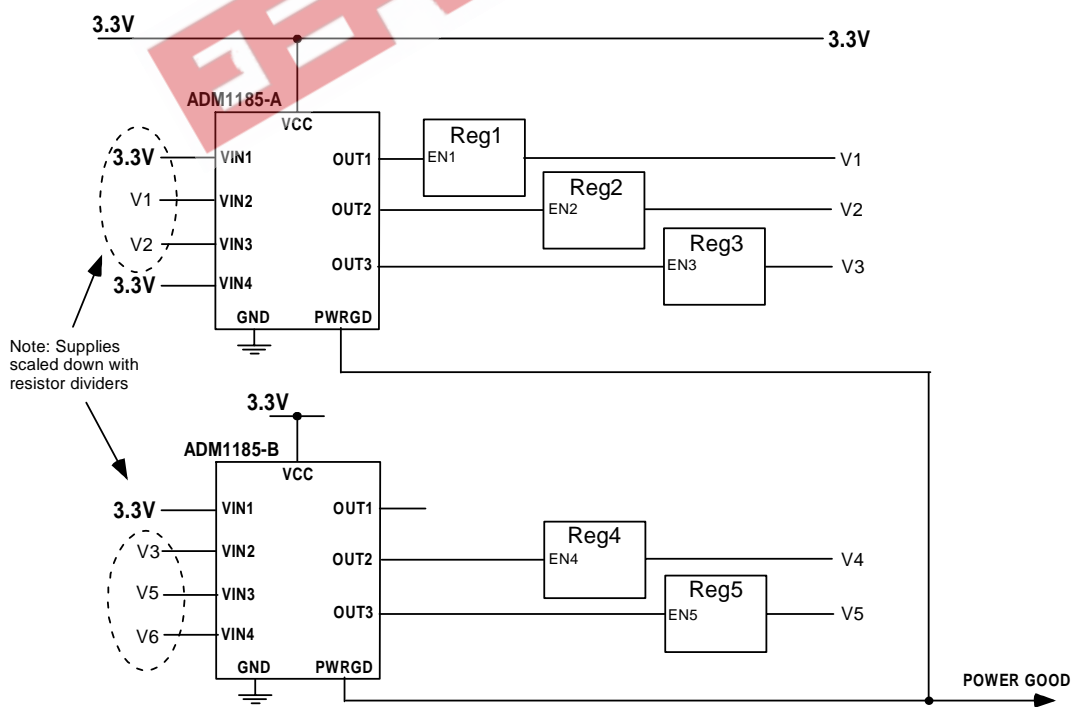 3.3V
3.3V
ADM1185-A
VCC
3.3V
VIN1
OUT1
EN1
Reg1
V1
V1
VIN2
OUT2
EN2
Reg2
V2
V2
VIN3
OUT3
EN3
Reg3
V3
3.3V
VIN4
GND
PWRGD
Note: Supplies
scaled down with
resistor dividers
3.3V
ADM1185-B
VCC
3.3V
VIN1
OUT1
V3
VIN2
OUT2
EN4
Reg4
V4
V5
VIN3
OUT3
EN5
Reg5
V5
V6
VIN4
GND
PWRGD
POWER GOOD